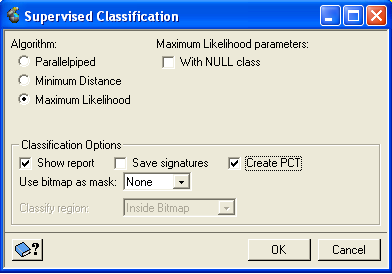 Supervised Classification
Algorithm:
Maximum Likelihood parameters:
Parallelpiped
With NULL class
Minimum Distance
Maximum Likelihood
Classification Options
Show report
Save signatures
Create PCT
Use bitmap as mask:
None
Classify region:
Inside Bitmap
?
OK
Cancel